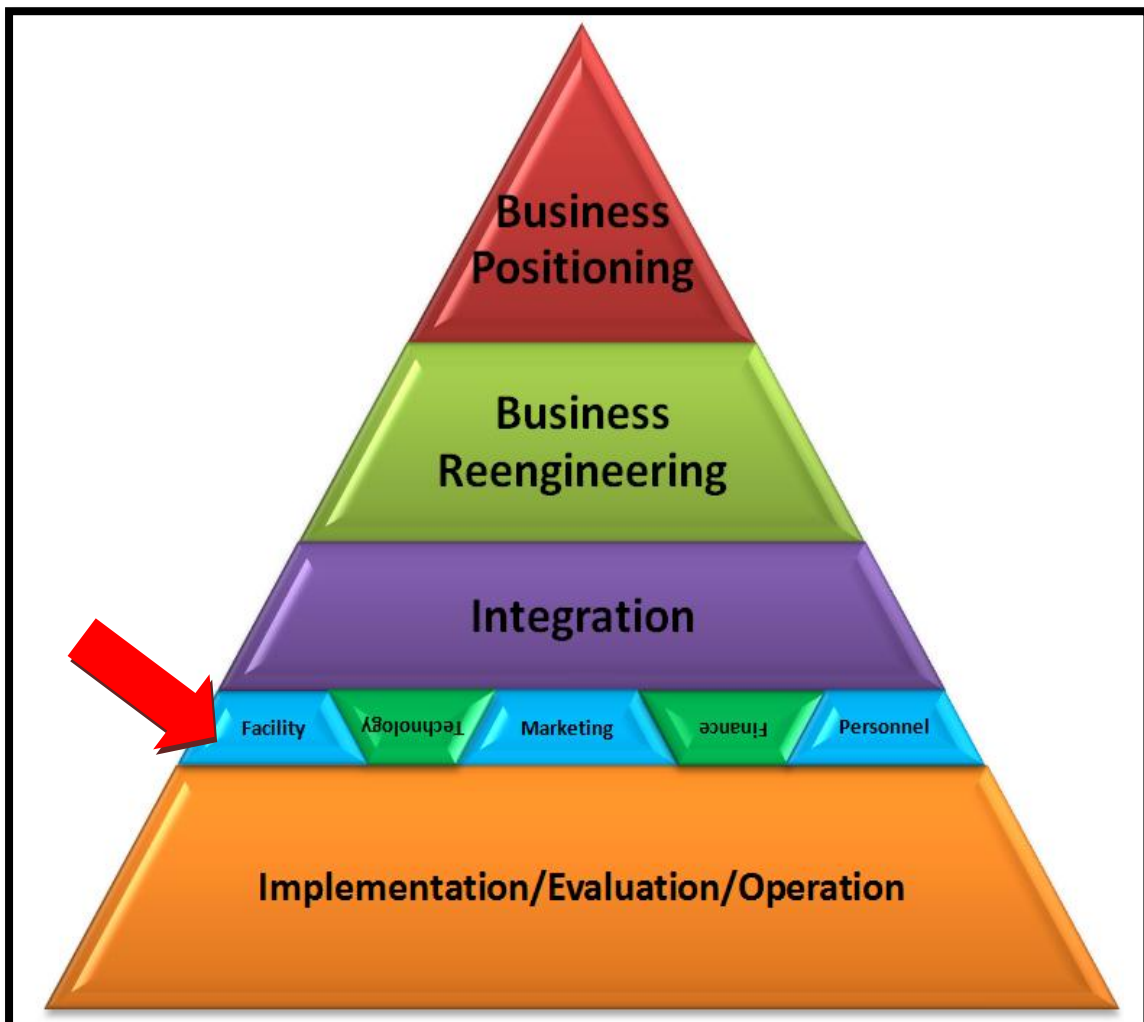 Business
Positioning
Business
Reengineering
Integration
Facility
Technology
Marketing
Finance
Personnel
Implementation/Evaluation/Operation